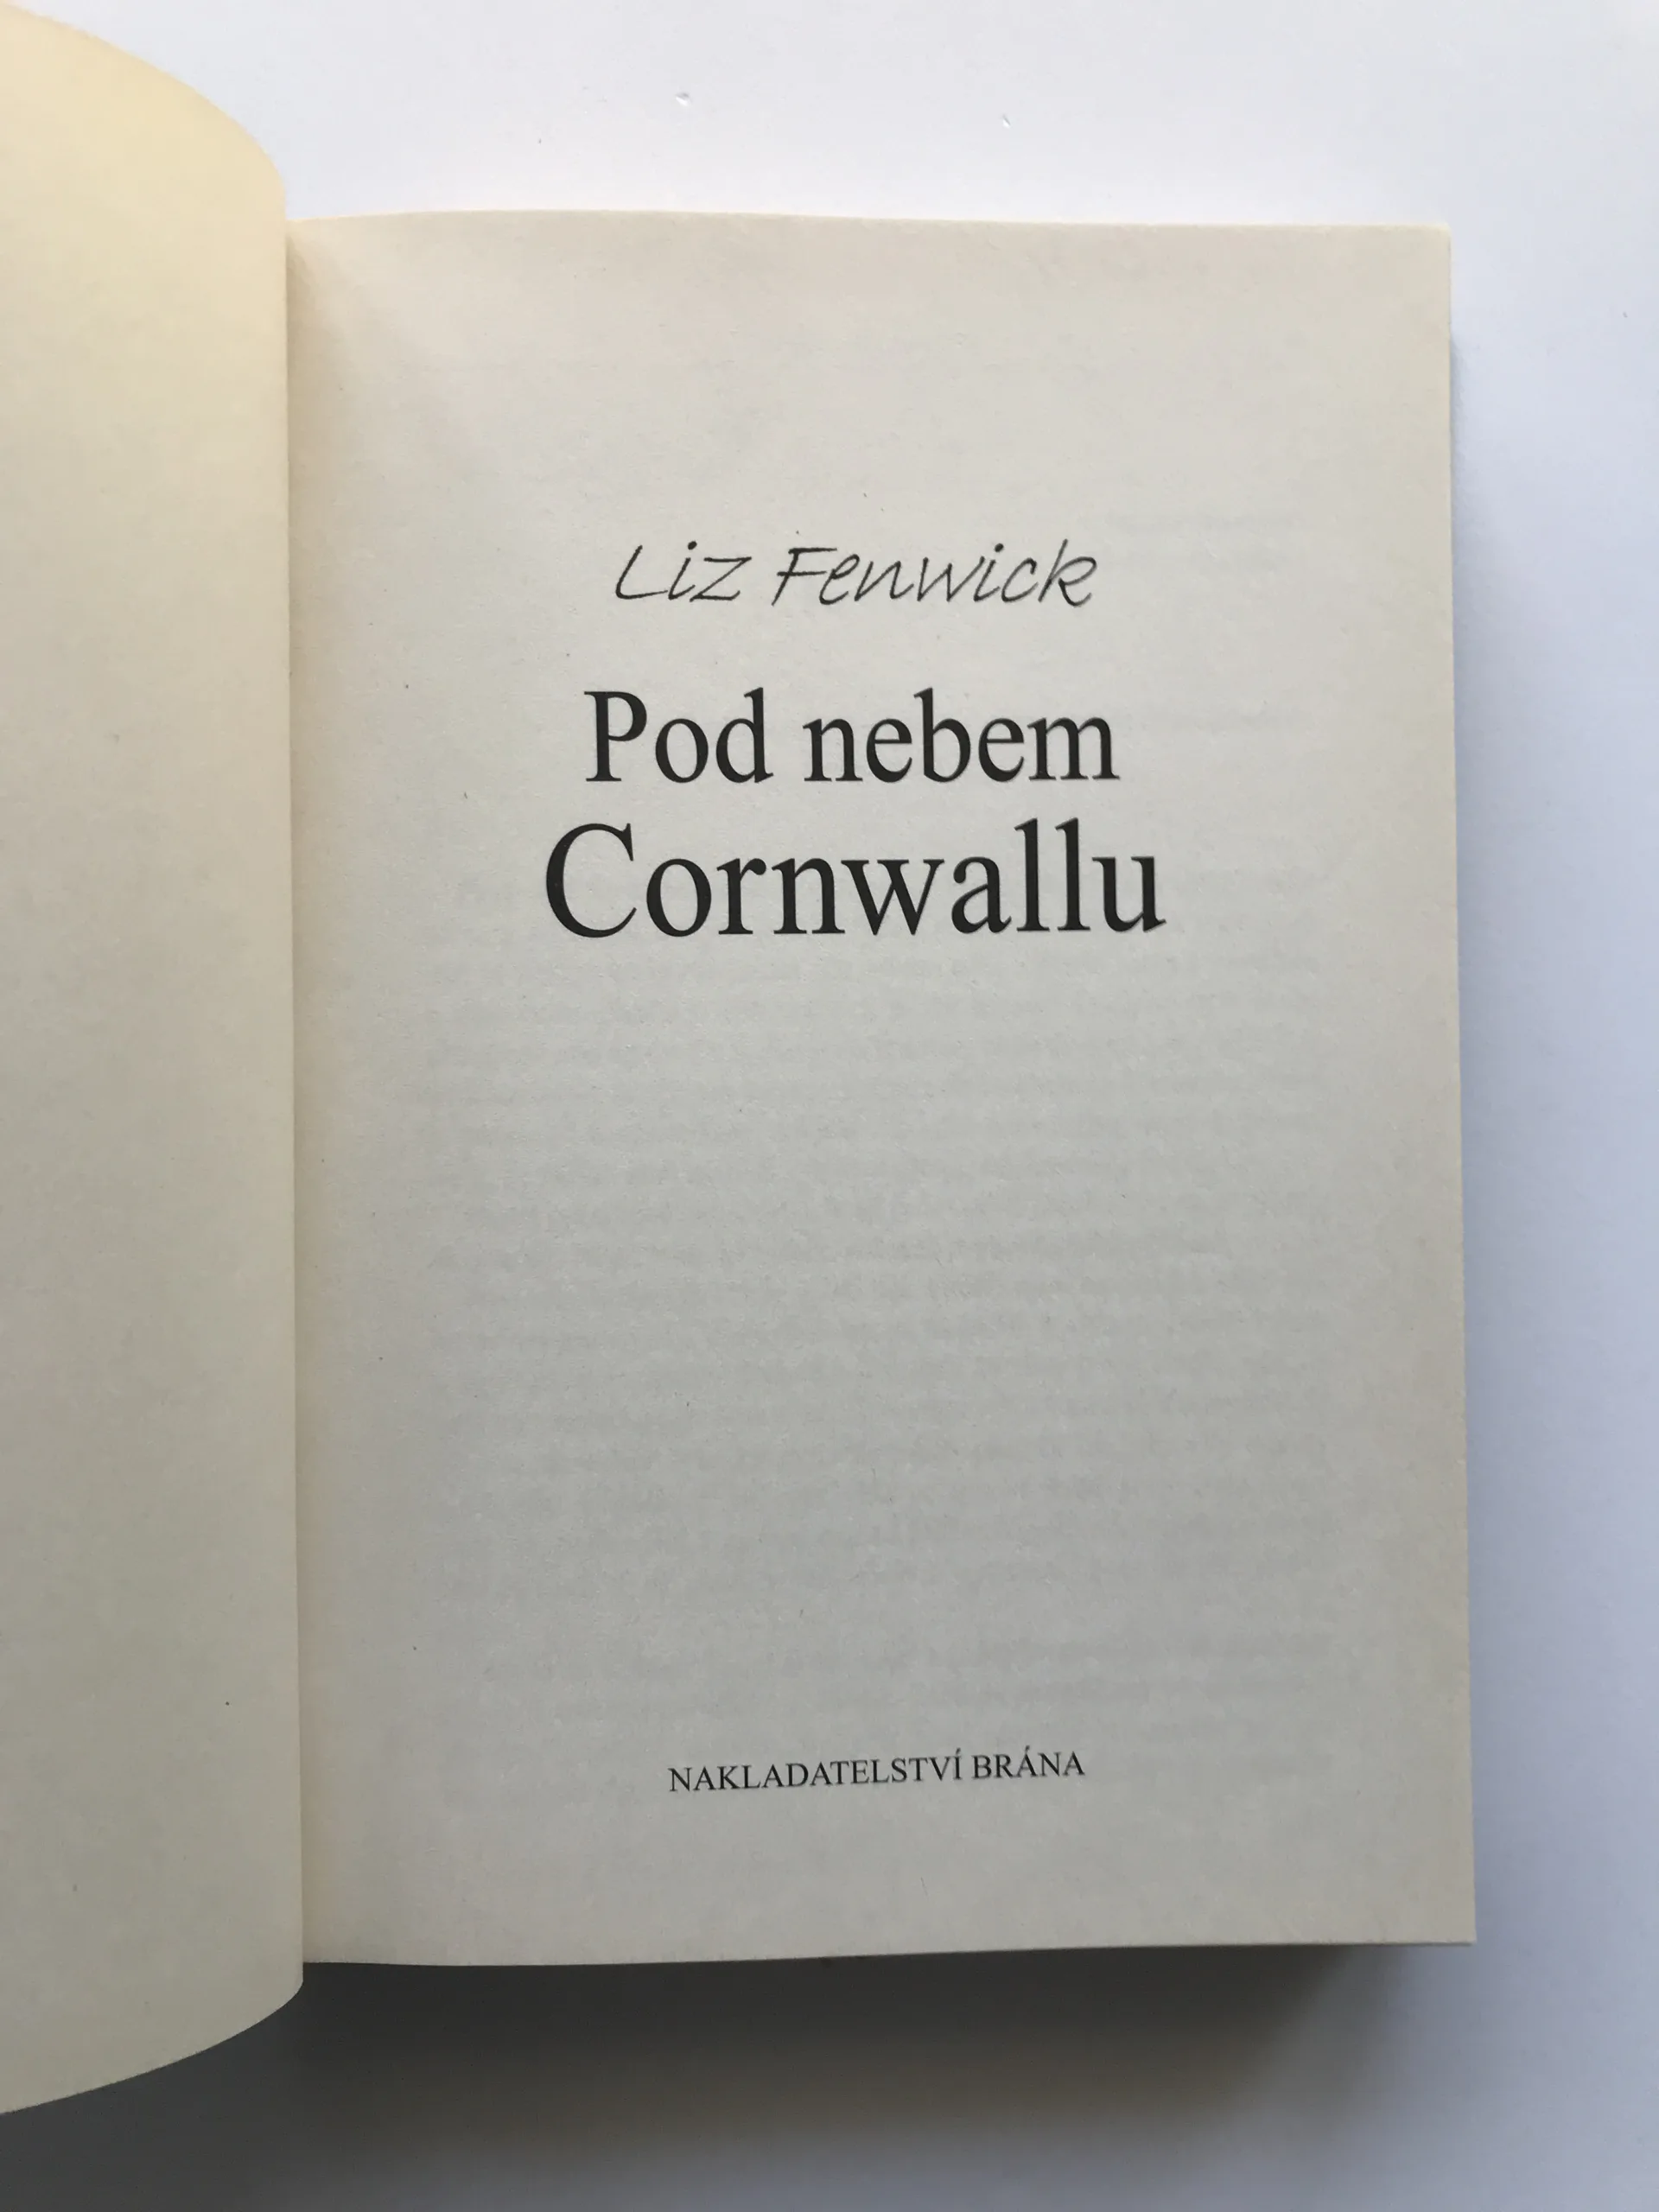 Liz Fenwick
Pod nebem
Cornwallu
NAKLADATELSTVÍ BRÁNA